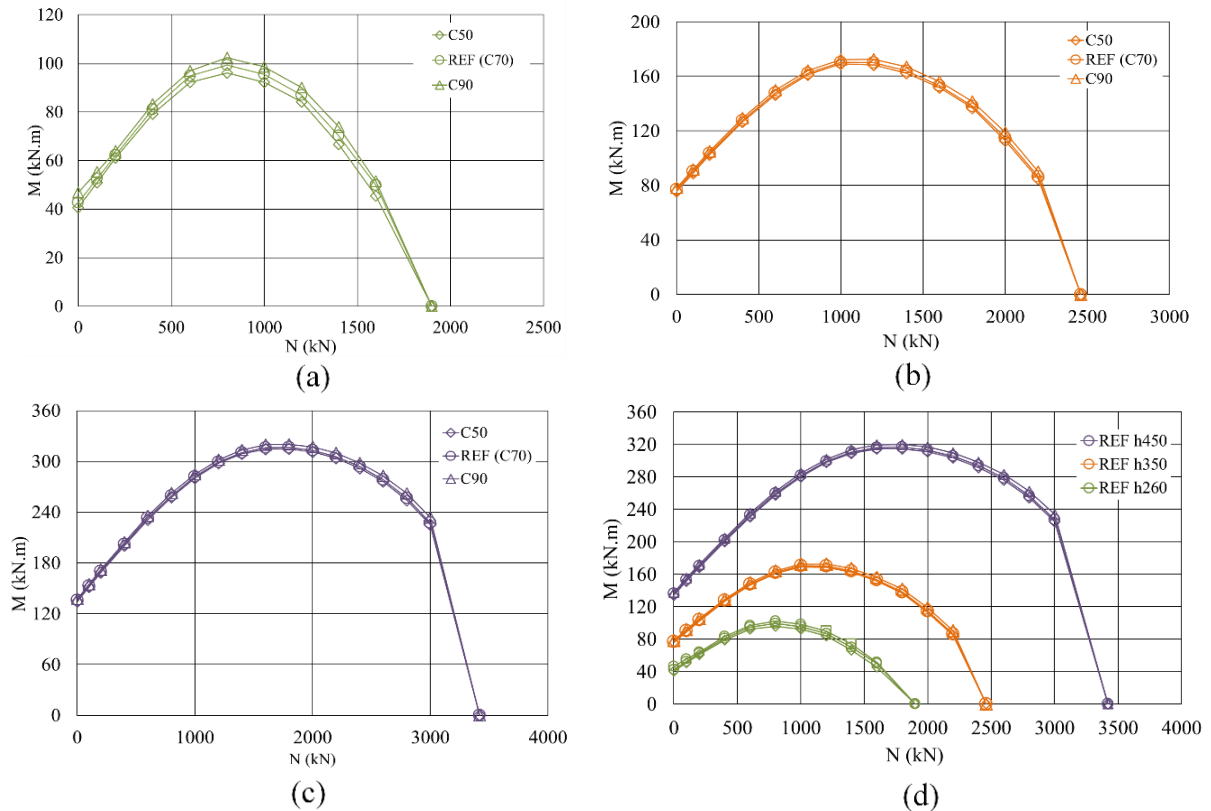 120
100
80
60
40
20
0
M (kN.m)
C50
REF (C70)
C90
0 500 1000 1500 2000 2500
N (kN)
(a)
200
160
120
80
40
0
M (kN.m)
C50
REF (C70)
C90
0 500 1000 1500 2000 2500 3000
N (kN)
(b)
360
300
240
180
120
60
0
M (kN.m)
C50
REF (C70)
C90
0 1000 2000 3000 4000
N (kN)
(c)
360
320
280
240
200
160
120
80
40
0
M (kN.m)
REF h450
REF h350
REF h260
0 500 1000 1500 2000 2500 3000 3500 4000
N (kN)
(d)